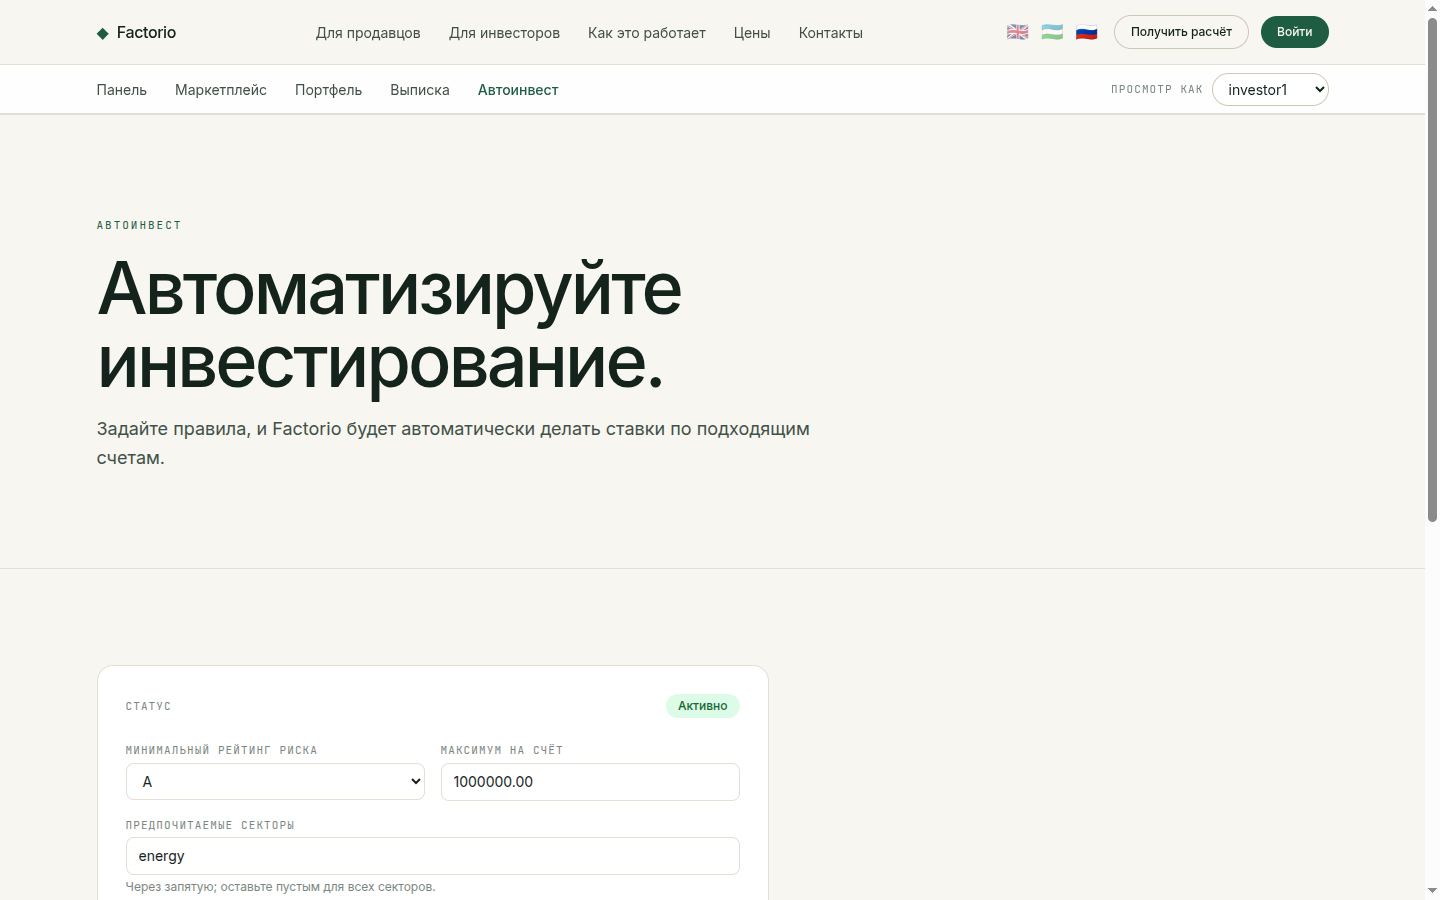 Factorio
Для продавцов
Для инвесторов
Как это работает
Цены
Контакты
Получить расчёт
Войти
Панель
Маркетплейс
Портфель
Выписка
Автоинвест
ПРОСМОТР КАК
investor1
АВТОИНВЕСТ
Автоматизируйте
инвестирование.
Задайте правила, и Factorio будет автоматически делать ставки по подходящим
счетам.
СТАТУС
Активно
МИНИМАЛЬНЫЙ РЕЙТИНГ РИСКА
МАКСИМУМ НА СЧЁТ
A
1000000.00
ПРЕДПОЧИТАЕМЫЕ СЕКТОРЫ
energy
Через запятую; оставьте пустым для всех секторов.